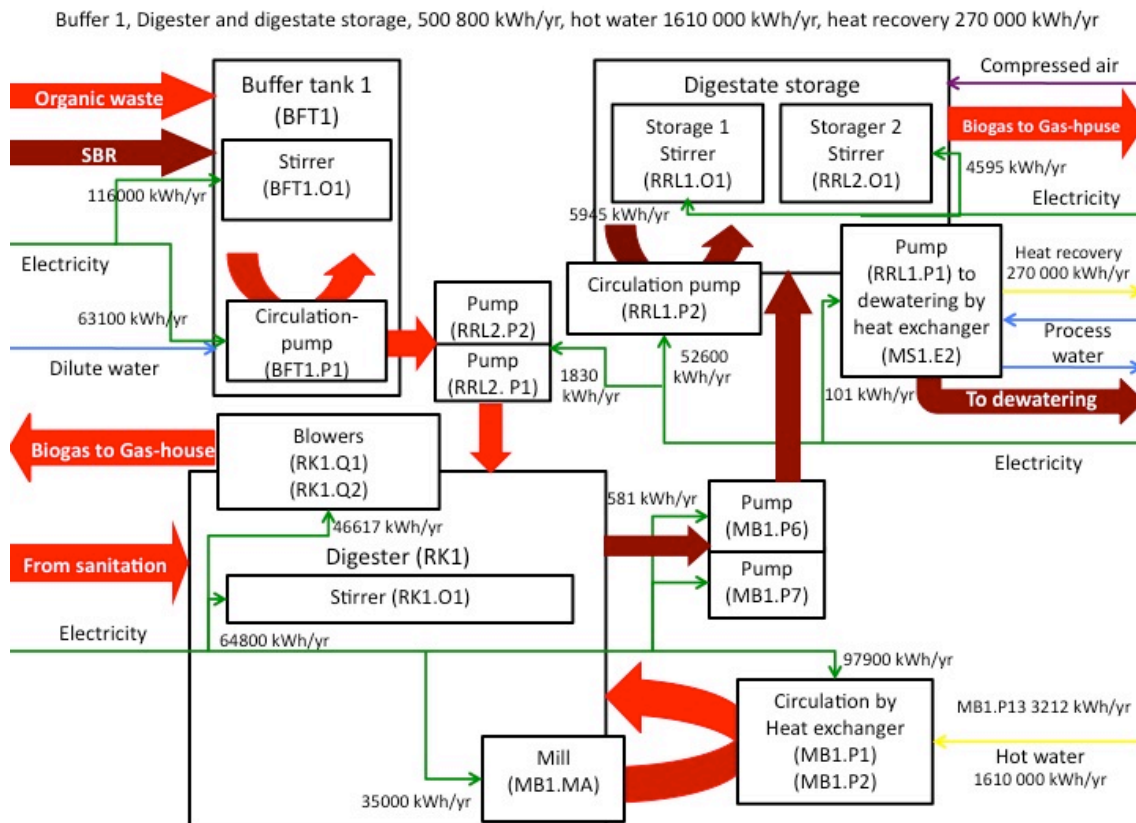 Buffer 1, Digester and digestate storage, 500 800 kWh/yr, hot water 1610 000 kWh/yr, heat recovery 270 000 kWh/yr
Organic waste
SBR
116000 kWh/yr
Electricity
63100 kWh/yr
Dilute water
Buffer tank 1
(BFT1)
Stirrer
(BFT1.O1)
Circulation-
pump
(BFT1.P1)
Pump
(RRL2.P2)
Pump
(RRL2. P1)
1830
kWh/yr
Digestate storage
Storage 1
Stirrer
(RRL1.O1)
Storager 2
Stirrer
(RRL2.O1)
5945 kWh/yr
4595 kWh/yr
Compressed air
Biogas to Gas-hpuse
Electricity
Circulation pump
(RRL1.P2)
52600
kWh/yr
Pump
(RRL1.P1) to
dewatering by
heat exchanger
(MS1.E2)
Heat recovery
270 000 kWh/yr
Process
water
101 kWh/yr
To dewatering
Electricity
Biogas to Gas-house
Blowers
(RK1.Q1)
(RK1.Q2)
46617 kWh/yr
From sanitation
Digester (RK1)
Stirrer (RK1.O1)
Electricity
64800 kWh/yr
581 kWh/yr
Pump
(MB1.P6)
Pump
(MB1.P7)
97900 kWh/yr
Circulation by
Heat exchanger
(MB1.P1)
(MB1.P2)
MB1.P13 3212 kWh/yr
Hot water
1610 000 kWh/yr
Mill
(MB1.MA)
35000 kWh/yr